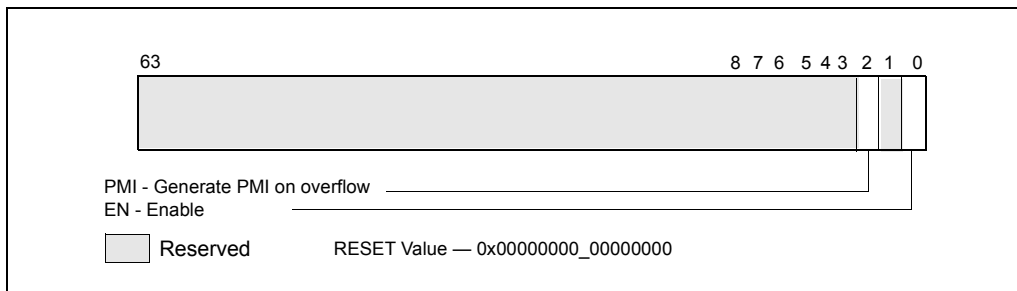 63 8 7 6 5 4 3 2 1 0
PMI - Generate PMI on overflow
EN - Enable
Reserved RESET Value — 0x00000000_00000000